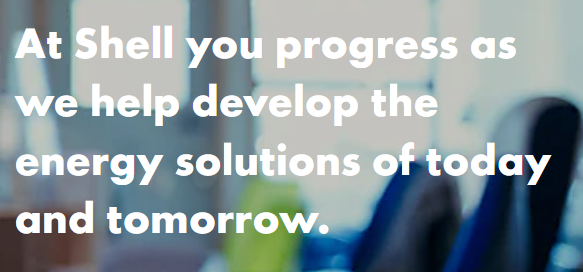 At Shell you progress as
we help develop the
energy solutions of today
and tomorrow.